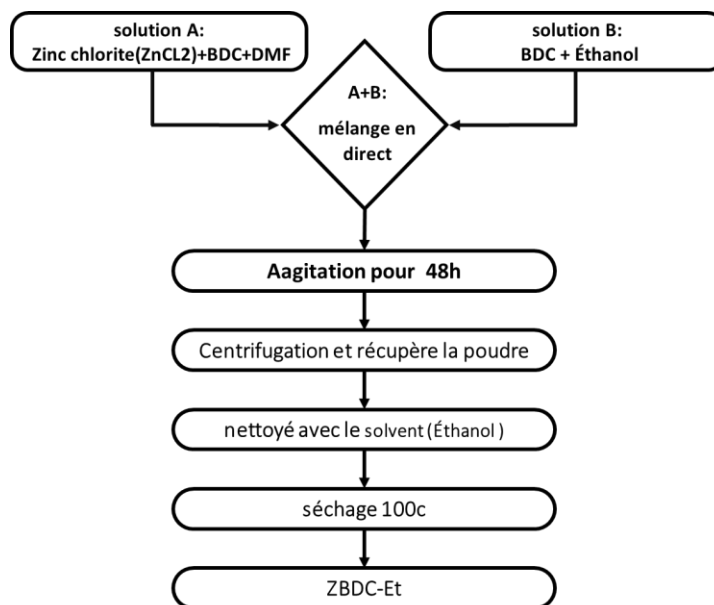 solution A:
Zinc chlorite(ZnCL2)+BDC+DMF
solution B:
BDC + Éthanol
A+B:
mélange en
direct
Aagitation pour 48h
Centrifugation et récupère la poudre
nettoyé avec le solvent (Éthanol )
séchage 100c
ZBDC-Et